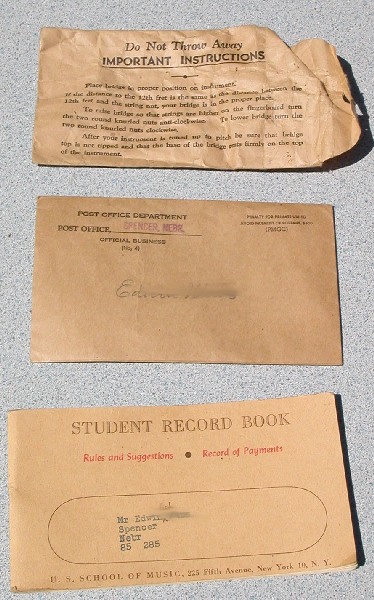 Do Not Throw Away
IMPORTANT INSTRUCTIONS
Place bridge in proper position on instrument.
If the distance to the 12th fret is the same as the distance between the
12th fret and the string nut, your bridge is in the proper place.
To raise bridge so that strings are higher on the fingerboard turn
the two round knurled nuts anti-clockwise. To lower bridge turn the
two round knurled nuts clockwise.
After your instrument is tuned up to pitch be sure that bridge
top is not tipped and that the base of the bridge sets firmly on the top
of the instrument.
POST OFFICE DEPARTMENT
POST OFFICE, SPENCER, NEBR.
OFFICIAL BUSINESS
(No. 4)
PENALTY FOR PRIVATE USE TO
AVOID PAYMENT OF POSTAGE, $300
(PMGC)
Edwin
STUDENT RECORD BOOK
Rules and Suggestions ● Record of Payments
Mr Edwin
Spencer
Nebr
85 285
U. S. SCHOOL OF MUSIC, 225 Fifth Avenue, New York 10, N. Y.